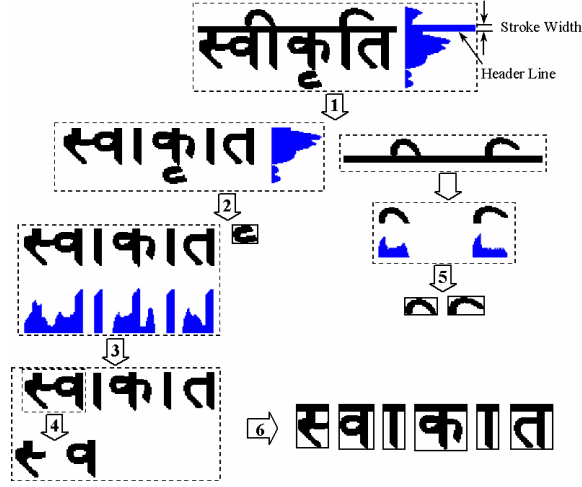 स्वीकृति
Stroke Width
Header Line
1
स्वाकृात
2
3
स्वाकात
4
स् व
5
6
स् व ा क ा त